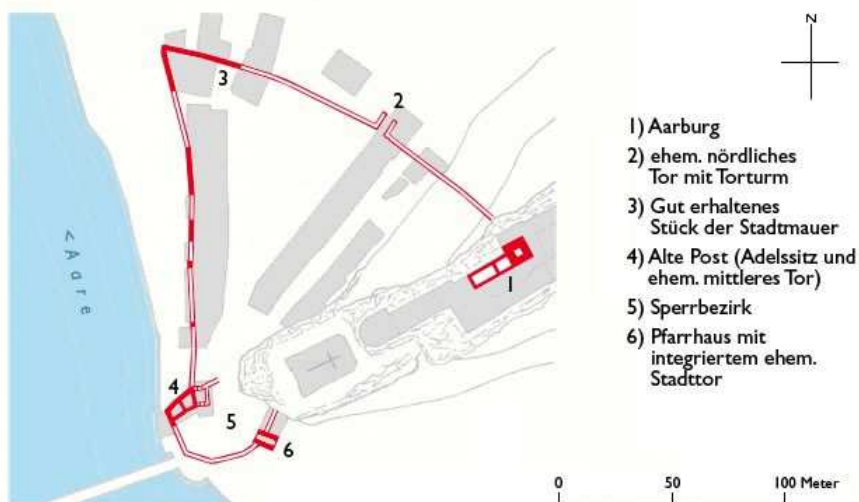 N
3
2
1) Aarburg
2) ehem. nördliches
Tor mit Torturm
3) Gut erhaltenes
Stück der Stadtmauer
4) Alte Post (Adelssitz und
ehem. mittleres Tor)
5) Sperrbezirk
6) Pfarrhaus mit
integriertem ehem.
Stadttor
< Aare
1
4
5
6
0 50 100 Meter